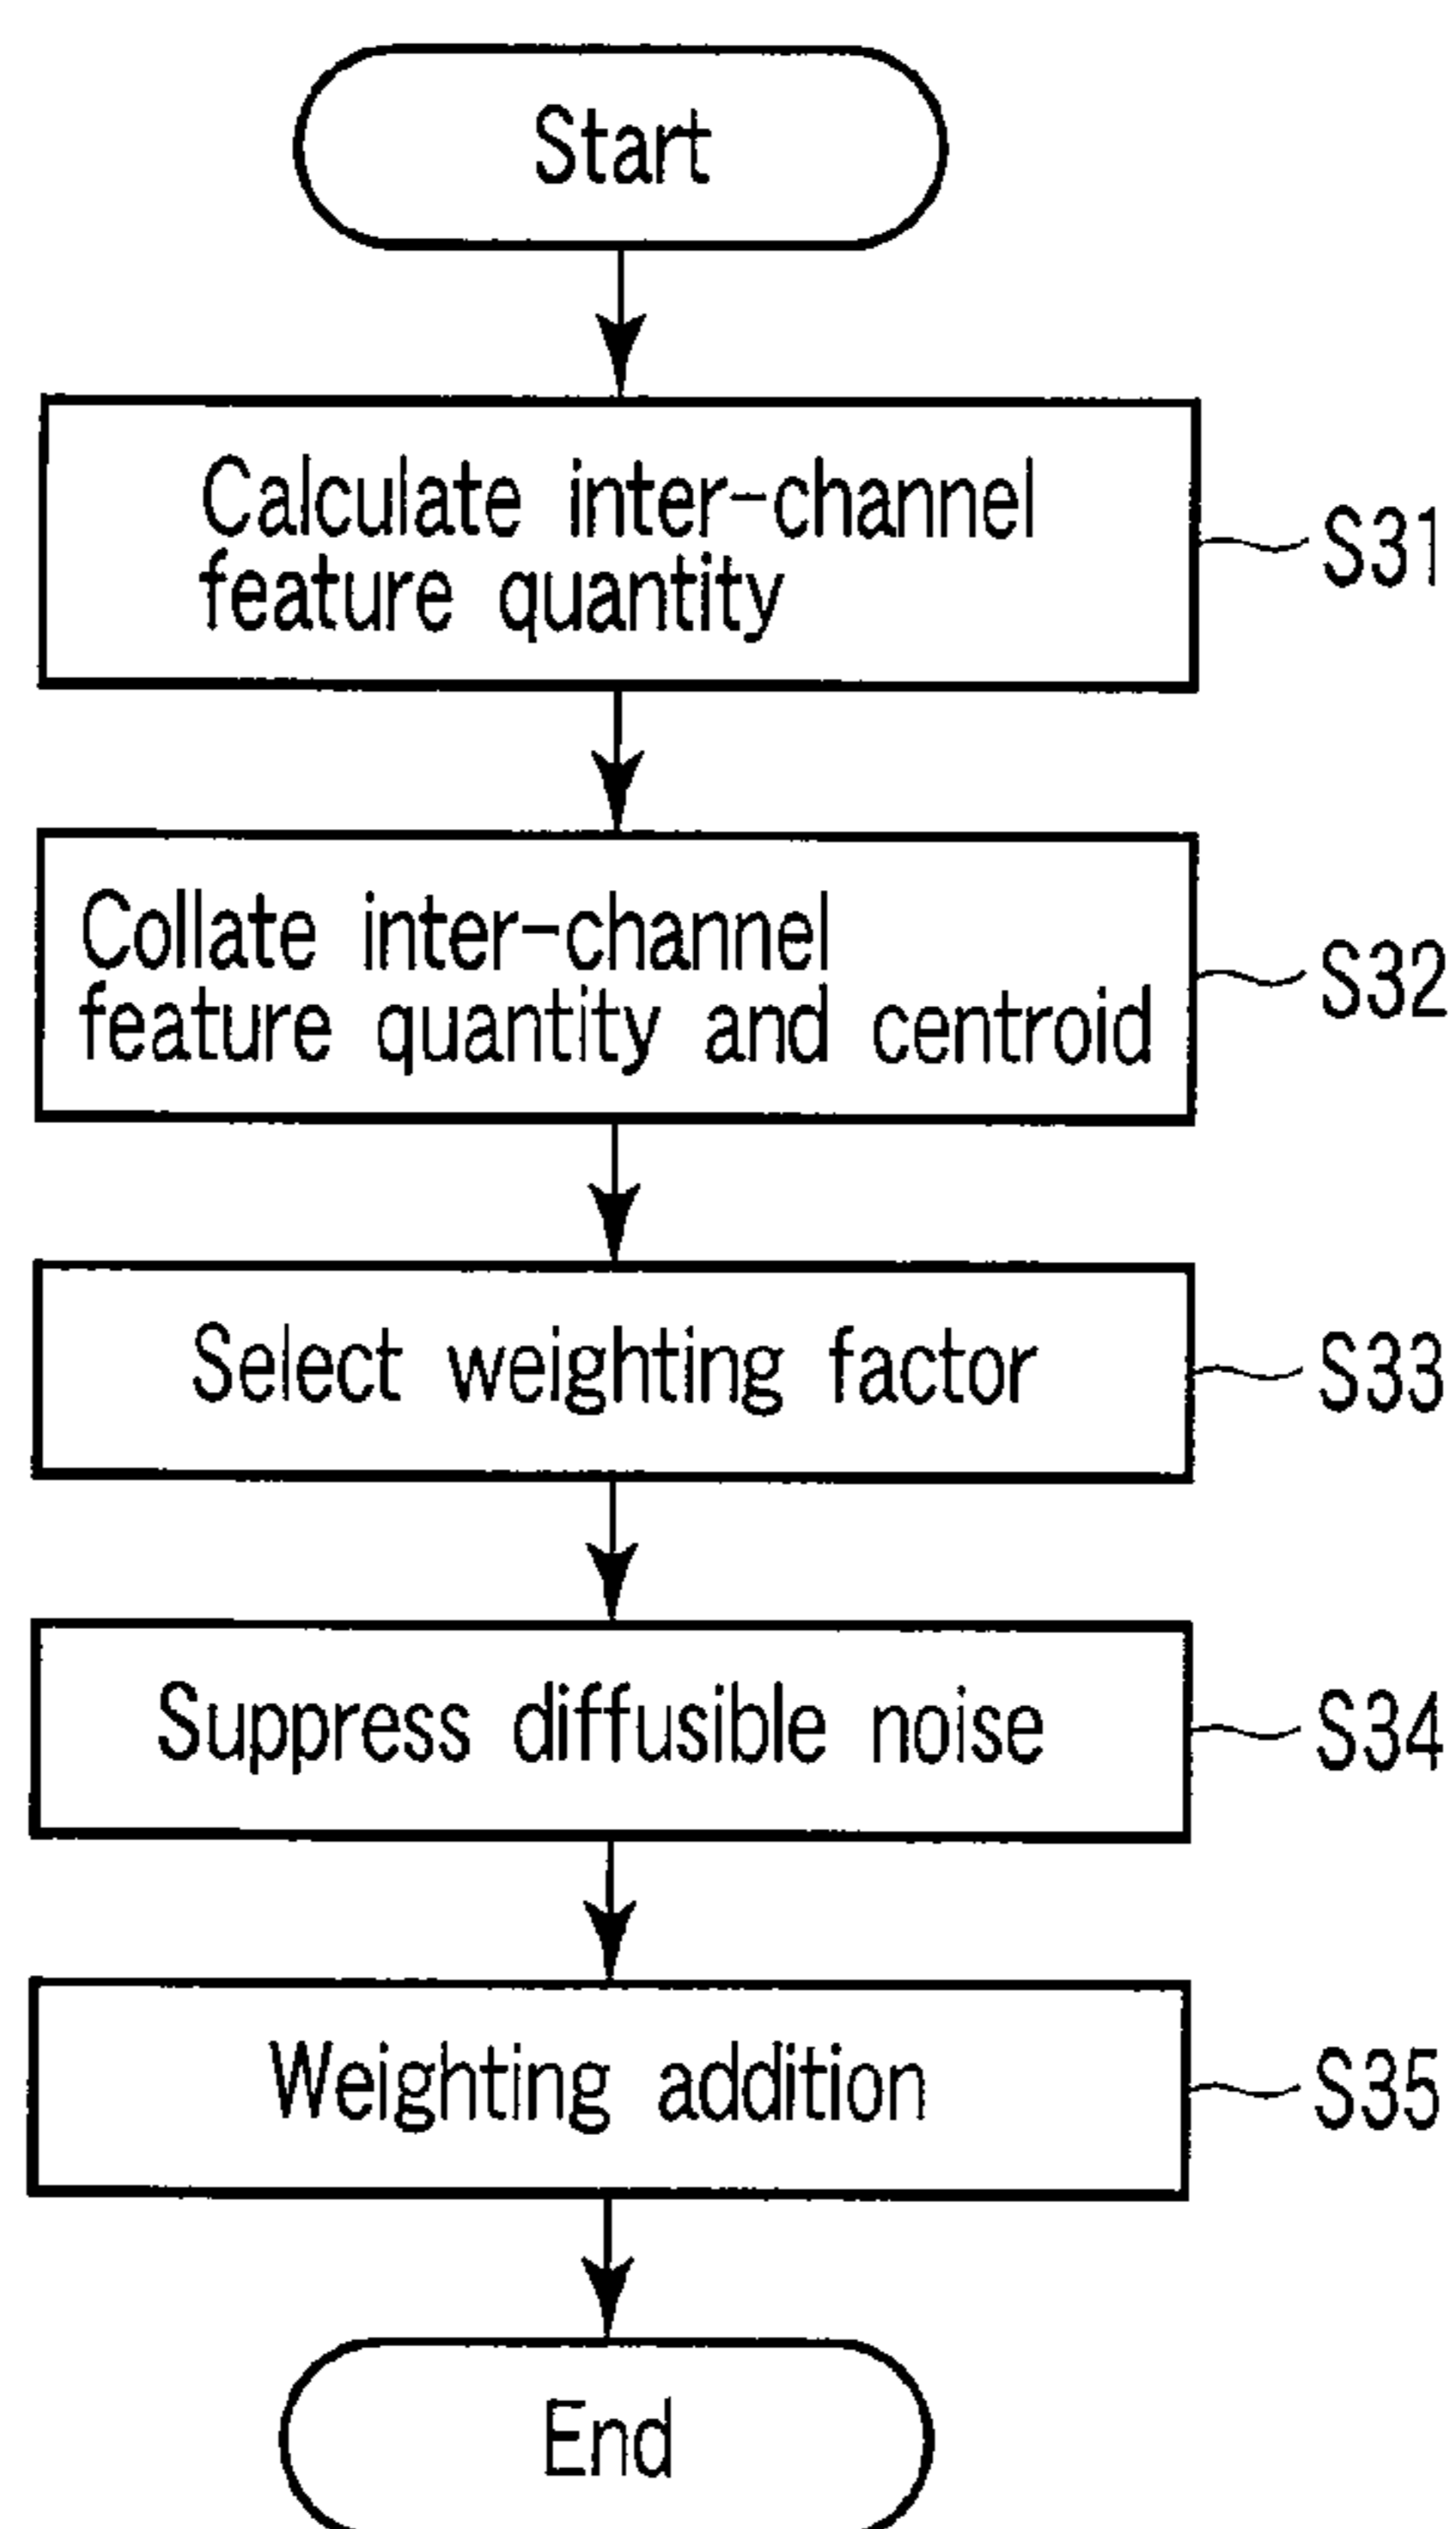 Start
Calculate inter-channel
feature quantity
S31
Collate inter-channel
feature quantity and centroid
S32
Select weighting factor
S33
Suppress diffusible noise
S34
Weighting addition
S35
End